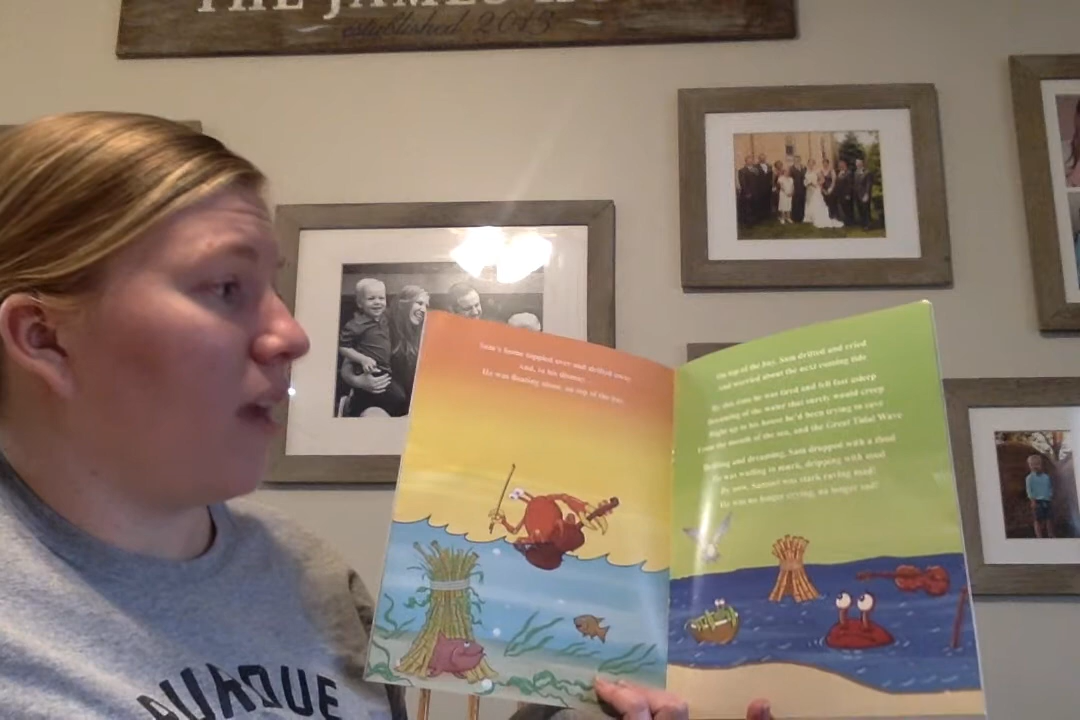 THE JAMES
established 2013
Sam's home toppled over and drifted away
And, to his dismay,
He was floating alone, on top of the bay.
On top of the bay, Sam drifted and cried
and worried about the next coming tide
By this time he was tired and fell fast asleep
Dreaming of the water that surely would creep
Right up to his house he'd been trying to save
From the mouth of the sea, and the Great Tidal Wave
Drifting and dreaming, Sam dropped with a thud
He was wading in muck, dripping with mud
By now, Samuel was stark raving mad!
He was no longer crying, no longer sad!
PURDUE